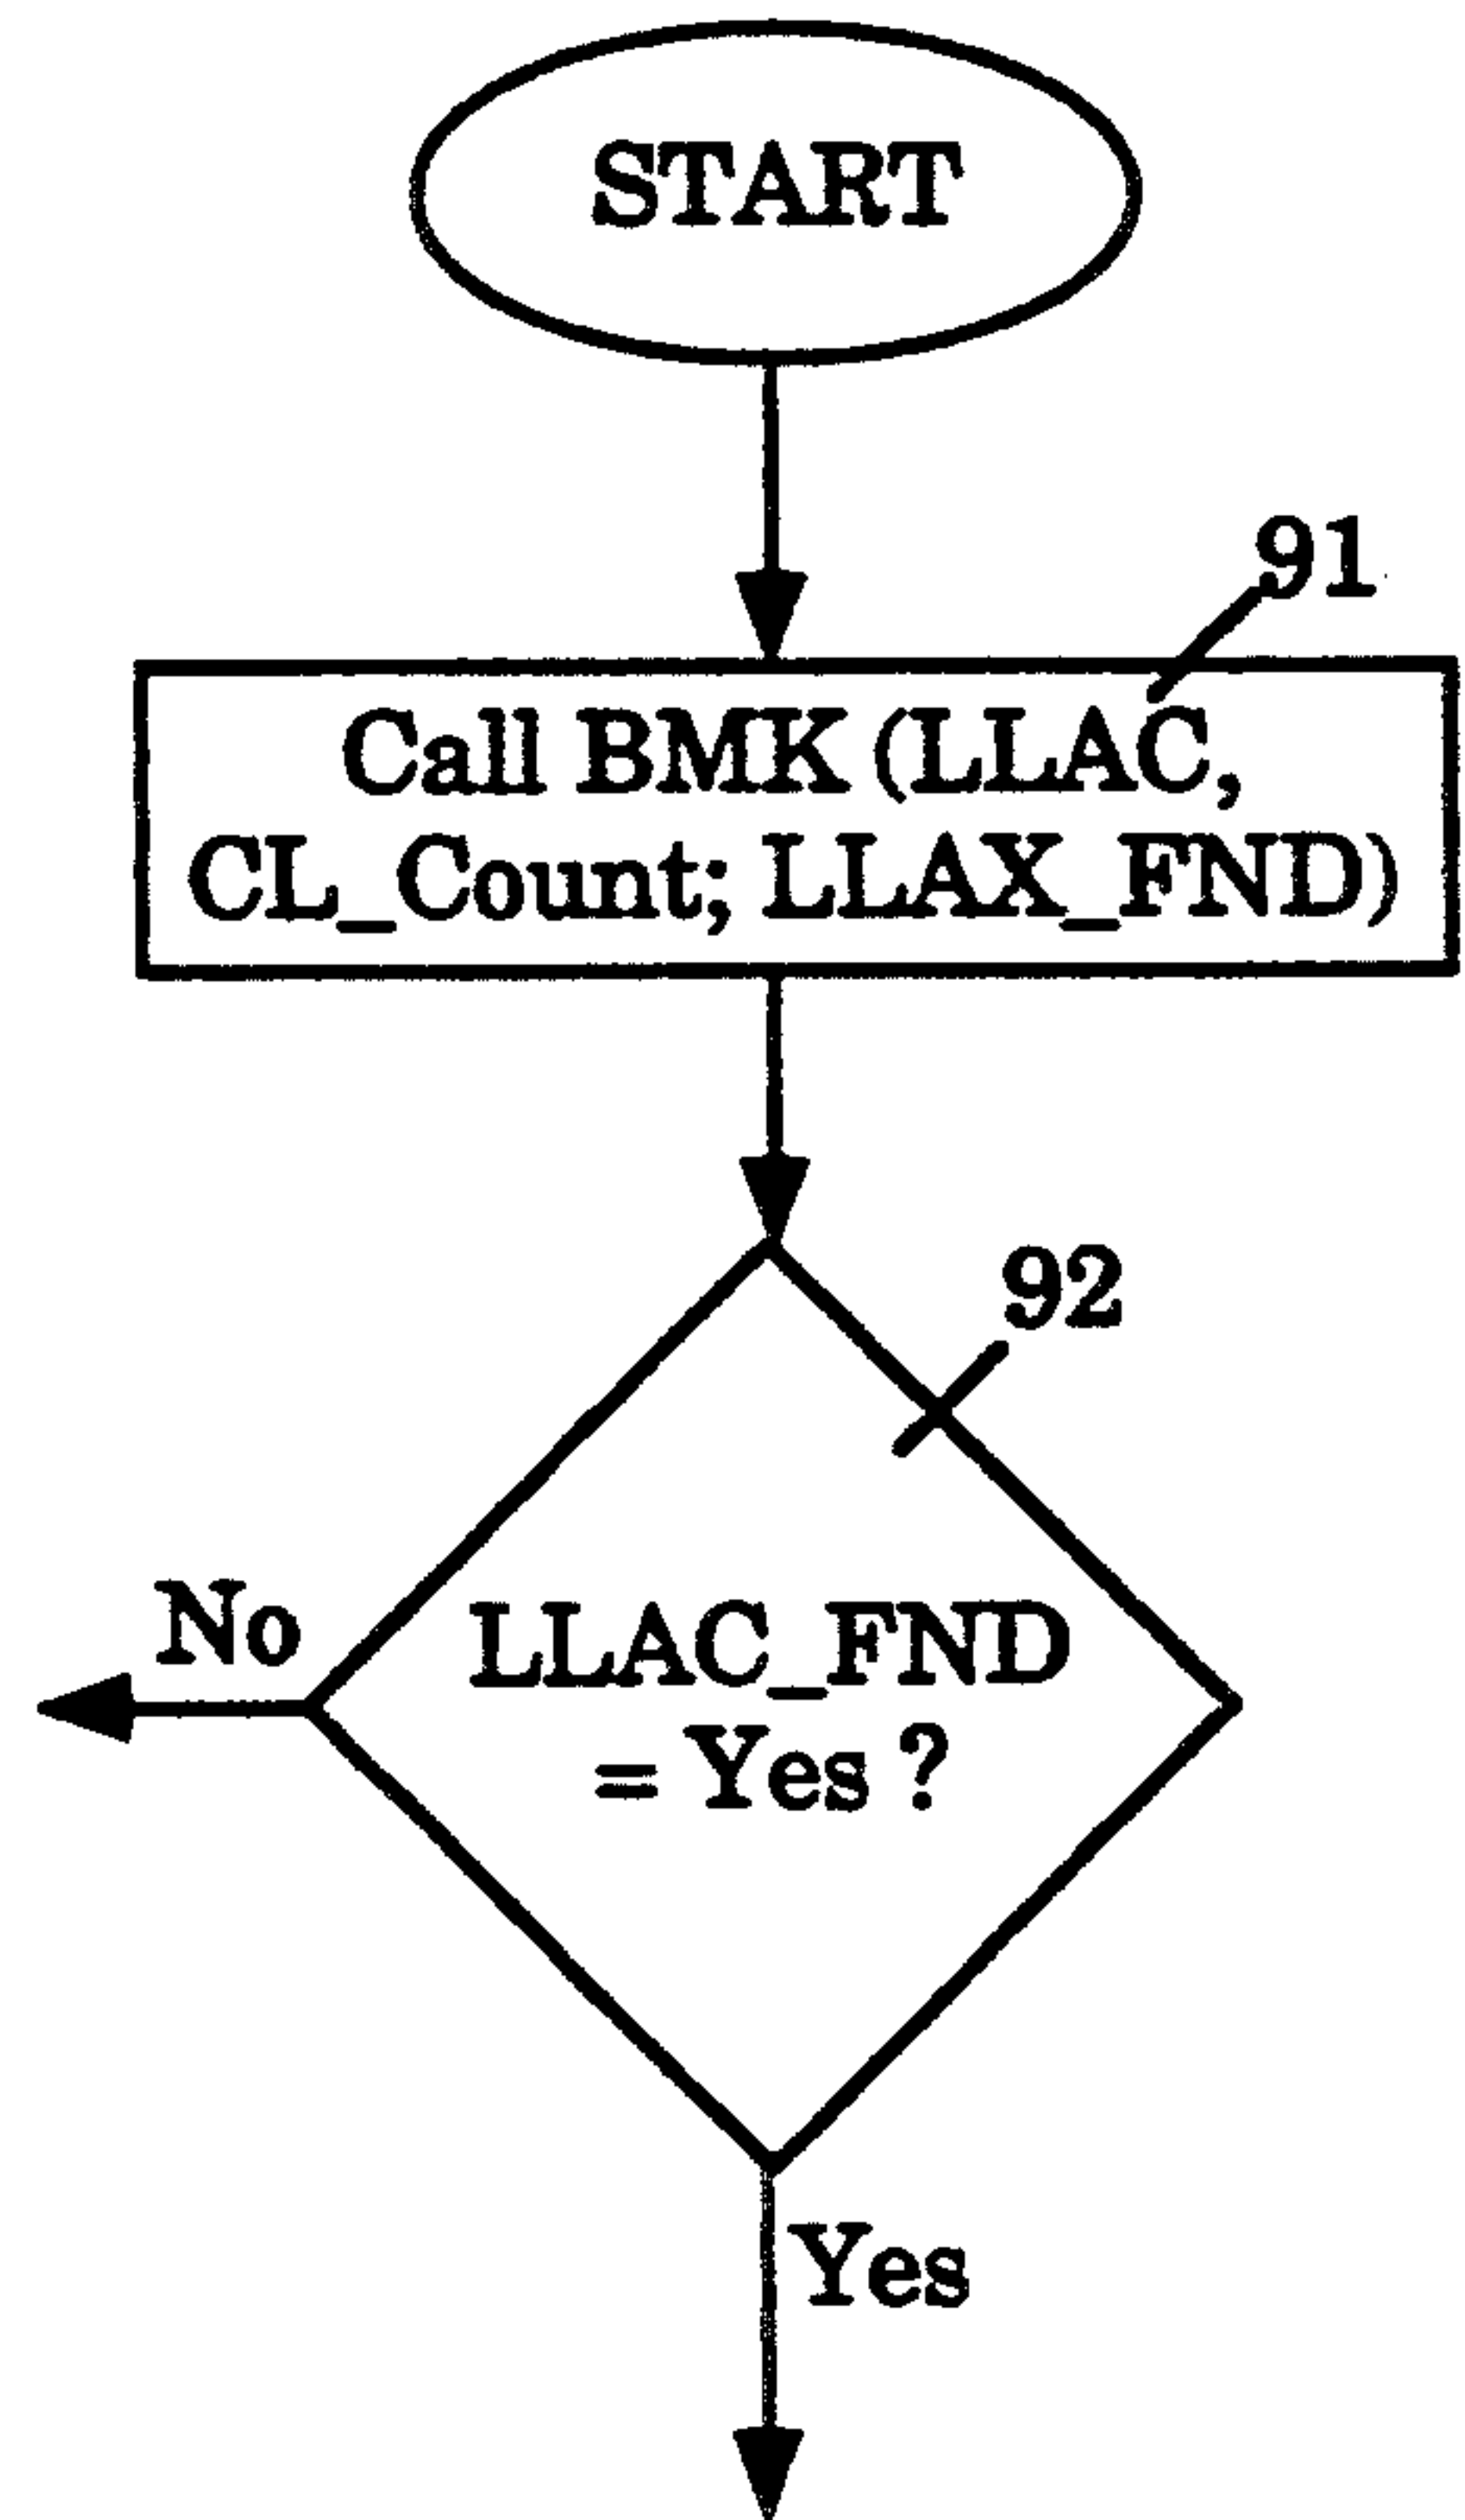 START
91
Call BMK (LLAC,
CL_Count; LLAX_FND)
92
No
LLAC_FND
=Yes?
Yes